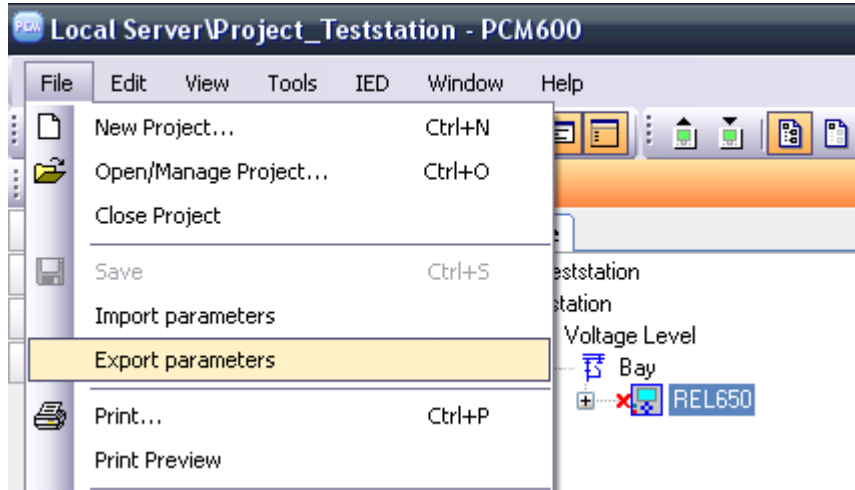 PCM Local Server\Project_Teststation - PCM600
File Edit View Tools IED Window Help
New Project... Ctrl+N
Open/Manage Project... Ctrl+O
Close Project
Save Ctrl+S
eststation
station
Import parameters
Voltage Level
Export parameters
Bay
REL650
Print... Ctrl+P
Print Preview